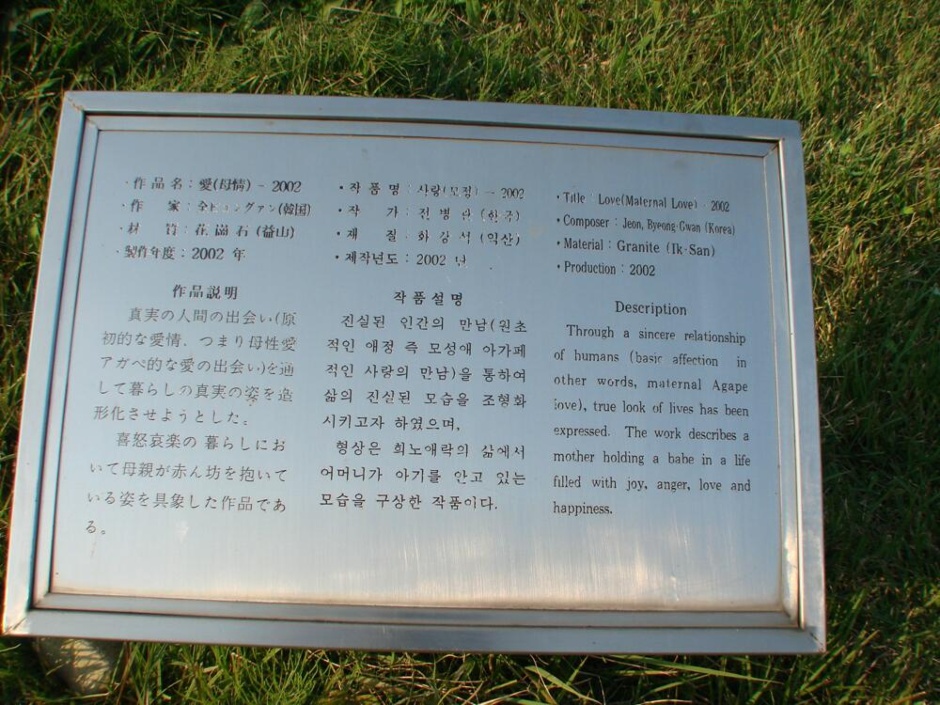 ・作品名：愛(母情) - 2002
・作　家：全ビョングァン(韓国)
・材　　：花崗石 (益山)
・製作年度：2002 年
作品説明
真実の人間の出会い(原
初的な愛情、つまり母性愛
アガペ的な愛の出会い)を通
して暮らしの真実の姿を造
形化させようとした。
喜怒哀楽の 暮らしにお
いて母親が赤ん坊を抱いて
いる姿を具象した作品であ
る。
・작 품 명 : 사랑(모정) - 2002
・작　가 :
・재　질 : 화 강 석 (익산)
・제작년도 : 2002 년
작품설명
진실된 인간의 만남(원초
적인 애정 즉 모성애 아가페
적인 사랑의 만남)을 통하여
삶의 진실된 모습을 조형화
시키고자 하였으며,
형상은 희노애락의 삶에서
어머니가 아기를 안고 있는
모습을 구상한 작품이다.
・Title : Love(Maternal Love) : 2002
・Composer : Jeon, Byeong-Gwan (Korea)
・Material : Granite (Ik-San)
・Production : 2002
Description
Through a sincere relationship
of humans (basic affection in
other words, maternal Agape
love), true look of lives has been
expressed. The work describes a
mother holding a babe in a life
filled with joy, anger, love and
happiness.